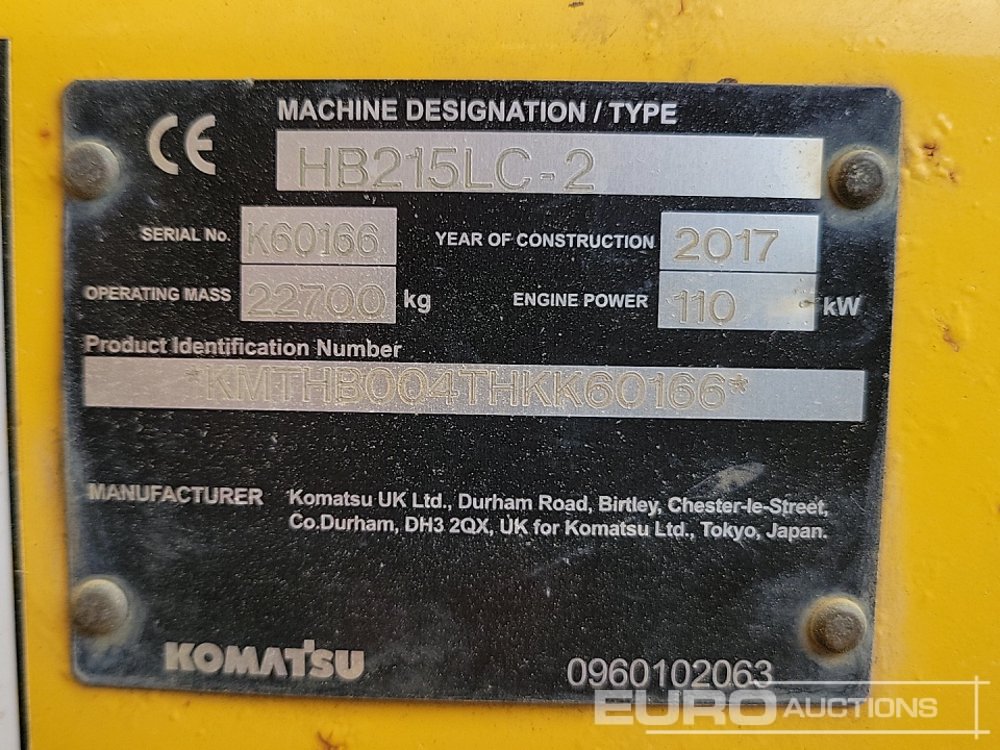 CE
MACHINE DESIGNATION / TYPE
HB215LC-2
SERIAL No. K60166 YEAR OF CONSTRUCTION 2017
OPERATING MASS 22700 kg ENGINE POWER 110 kW
Product Identification Number
*KMTHB004THKK60166*
MANUFACTURER Komatsu UK Ltd., Durham Road, Birtley, Chester-le-Street,
Co.Durham, DH3 2QX, UK for Komatsu Ltd., Tokyo, Japan.
KOMATSU 0960102063
EURO AUCTIONS